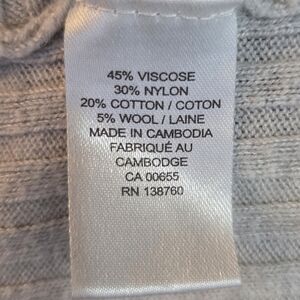 45% VISCOSE
30% NYLON
20% COTTON / COTON
5% WOOL / LAINE
MADE IN CAMBODIA
FABRIQUÉ AU
CAMBODGE
CA 00655
RN 138760